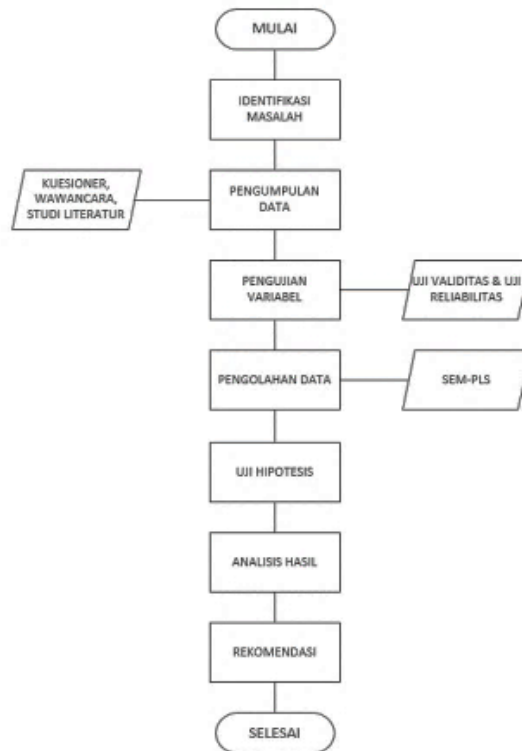 MULAI
IDENTIFIKASI
MASALAH
KUESIONER,
WAWANCARA,
STUDI LITERATUR
PENGUMPULAN
DATA
PENGUJIAN
VARIABEL
UJI VALIDITAS & UJI
RELIABILITAS
PENGOLAHAN DATA
SEM-PLS
UJI HIPOTESIS
ANALISIS HASIL
REKOMENDASI
SELESAI